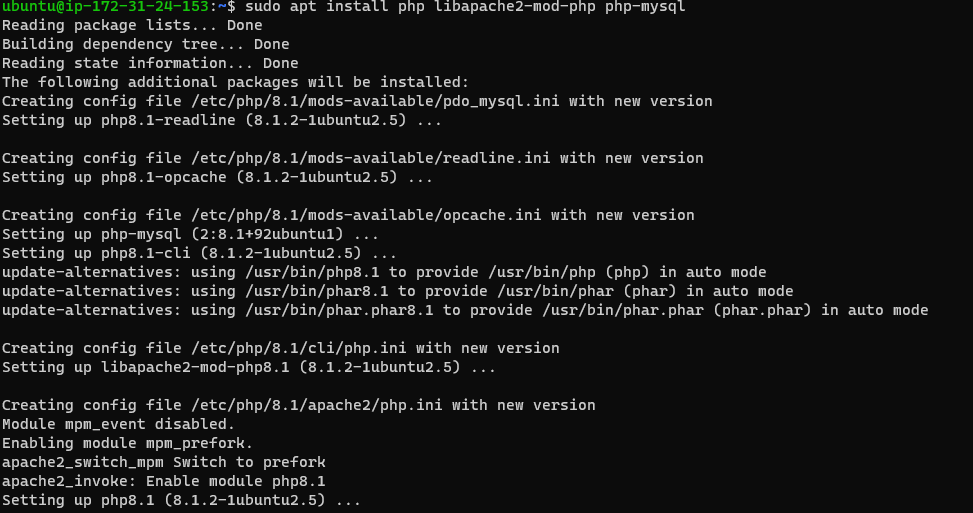 ubuntu@ip-172-31-24-153:~$ sudo apt install php libapache2-mod-php php-mysql
Reading package lists... Done
Building dependency tree... Done
Reading state information... Done
The following additional packages will be installed:
Creating config file /etc/php/8.1/mods-available/pdo_mysql.ini with new version
Setting up php8.1-readline (8.1.2-1ubuntu2.5) ...

Creating config file /etc/php/8.1/mods-available/readline.ini with new version
Setting up php8.1-opcache (8.1.2-1ubuntu2.5) ...

Creating config file /etc/php/8.1/mods-available/opcache.ini with new version
Setting up php-mysql (2:8.1+92ubuntu1) ...
Setting up php8.1-cli (8.1.2-1ubuntu2.5) ...
update-alternatives: using /usr/bin/php8.1 to provide /usr/bin/php (php) in auto mode
update-alternatives: using /usr/bin/phar8.1 to provide /usr/bin/phar (phar) in auto mode
update-alternatives: using /usr/bin/phar.phar8.1 to provide /usr/bin/phar.phar (phar.phar) in auto mode

Creating config file /etc/php/8.1/cli/php.ini with new version
Setting up libapache2-mod-php8.1 (8.1.2-1ubuntu2.5) ...

Creating config file /etc/php/8.1/apache2/php.ini with new version
Module mpm_event disabled.
Enabling module mpm_prefork.
apache2_switch_mpm Switch to prefork
apache2_invoke: Enable module php8.1
Setting up php8.1 (8.1.2-1ubuntu2.5) ...